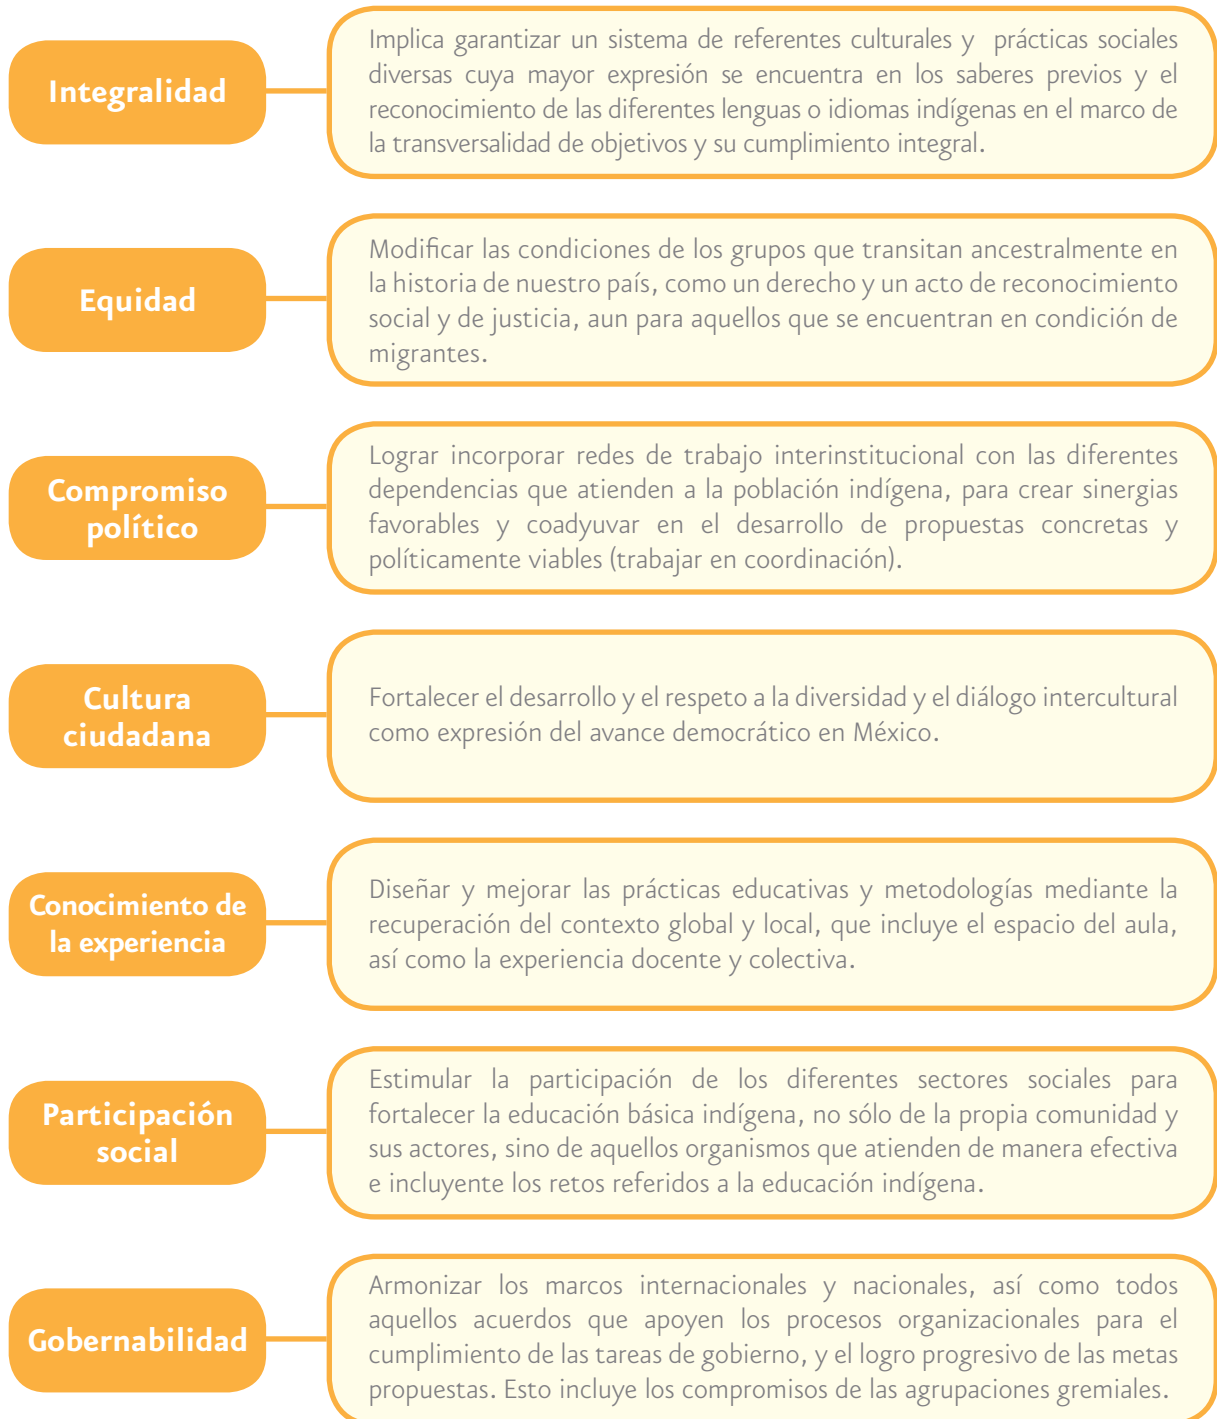 Integralidad
Implica garantizar un sistema de referentes culturales y prácticas sociales
diversas cuya mayor expresión se encuentra en los saberes previos y el
reconocimiento de las diferentes lenguas o idiomas indígenas en el marco de
la transversalidad de objetivos y su cumplimiento integral.
Equidad
Modificar las condiciones de los grupos que transitan ancestralmente en
la historia de nuestro país, como un derecho y un acto de reconocimiento
social y de justicia, aun para aquellos que se encuentran en condición de
migrantes.
Compromiso
político
Lograr incorporar redes de trabajo interinstitucional con las diferentes
dependencias que atienden a la población indígena, para crear sinergias
favorables y coadyuvar en el desarrollo de propuestas concretas y
políticamente viables (trabajar en coordinación).
Cultura
ciudadana
Fortalecer el desarrollo y el respeto a la diversidad y el diálogo intercultural
como expresión del avance democrático en México.
Conocimiento de
la experiencia
Diseñar y mejorar las prácticas educativas y metodologías mediante la
recuperación del contexto global y local, que incluye el espacio del aula,
así como la experiencia docente y colectiva.
Participación
social
Estimular la participación de los diferentes sectores sociales para
fortalecer la educación básica indígena, no sólo de la propia comunidad y
sus actores, sino de aquellos organismos que atienden de manera efectiva
e incluyente los retos referidos a la educación indígena.
Gobernabilidad
Armonizar los marcos internacionales y nacionales, así como todos
aquellos acuerdos que apoyen los procesos organizacionales para el
cumplimiento de las tareas de gobierno, y el logro progresivo de las metas
propuestas. Esto incluye los compromisos de las agrupaciones gremiales.